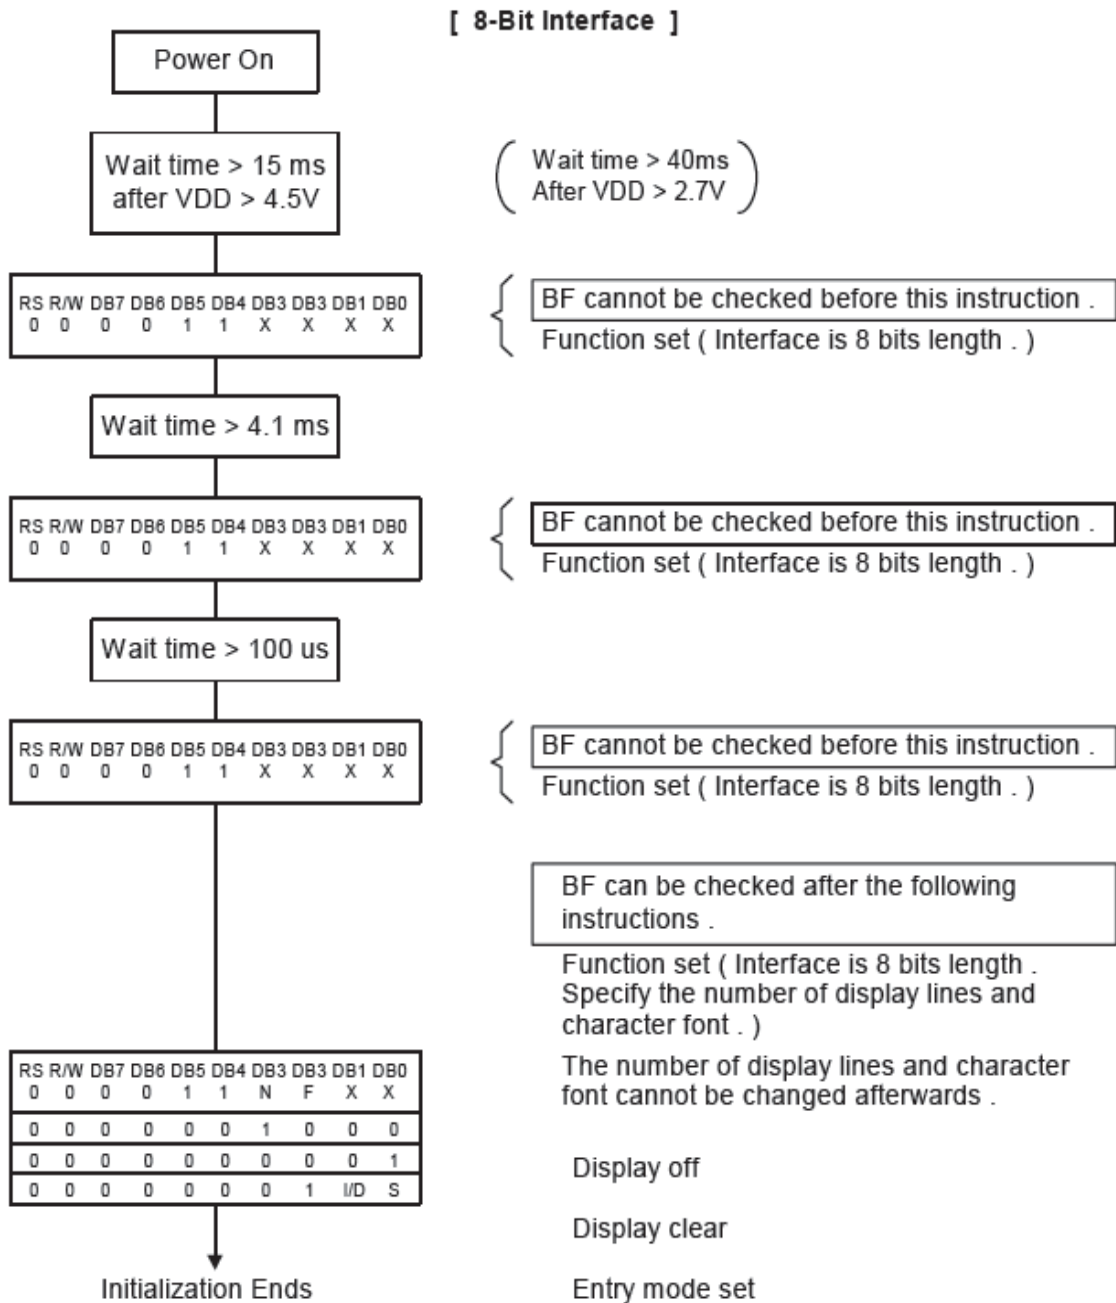 [ 8-Bit Interface ]
Power On
Wait time > 15 ms
after VDD > 4.5V
Wait time > 40ms
After VDD > 2.7V
RS R/W DB7 DB6 DB5 DB4 DB3 DB3 DB1 DB0
0 0 0 0 1 1 X X X X
BF cannot be checked before this instruction .
Function set ( Interface is 8 bits length . )
Wait time > 4.1 ms
RS R/W DB7 DB6 DB5 DB4 DB3 DB3 DB1 DB0
0 0 0 0 1 1 X X X X
BF cannot be checked before this instruction .
Function set ( Interface is 8 bits length . )
Wait time > 100 us
RS R/W DB7 DB6 DB5 DB4 DB3 DB3 DB1 DB0
0 0 0 0 1 1 X X X X
BF cannot be checked before this instruction .
Function set ( Interface is 8 bits length . )
BF can be checked after the following
instructions .
Function set ( Interface is 8 bits length .
Specify the number of display lines and
character font . )
The number of display lines and character
font cannot be changed afterwards .
RS R/W DB7 DB6 DB5 DB4 DB3 DB3 DB1 DB0
0 0 0 0 1 1 N F X X
0 0 0 0 0 0 1 0 0 0
0 0 0 0 0 0 0 0 0 1
0 0 0 0 0 0 0 1 I/D S
Display off
Display clear
Entry mode set
Initialization Ends